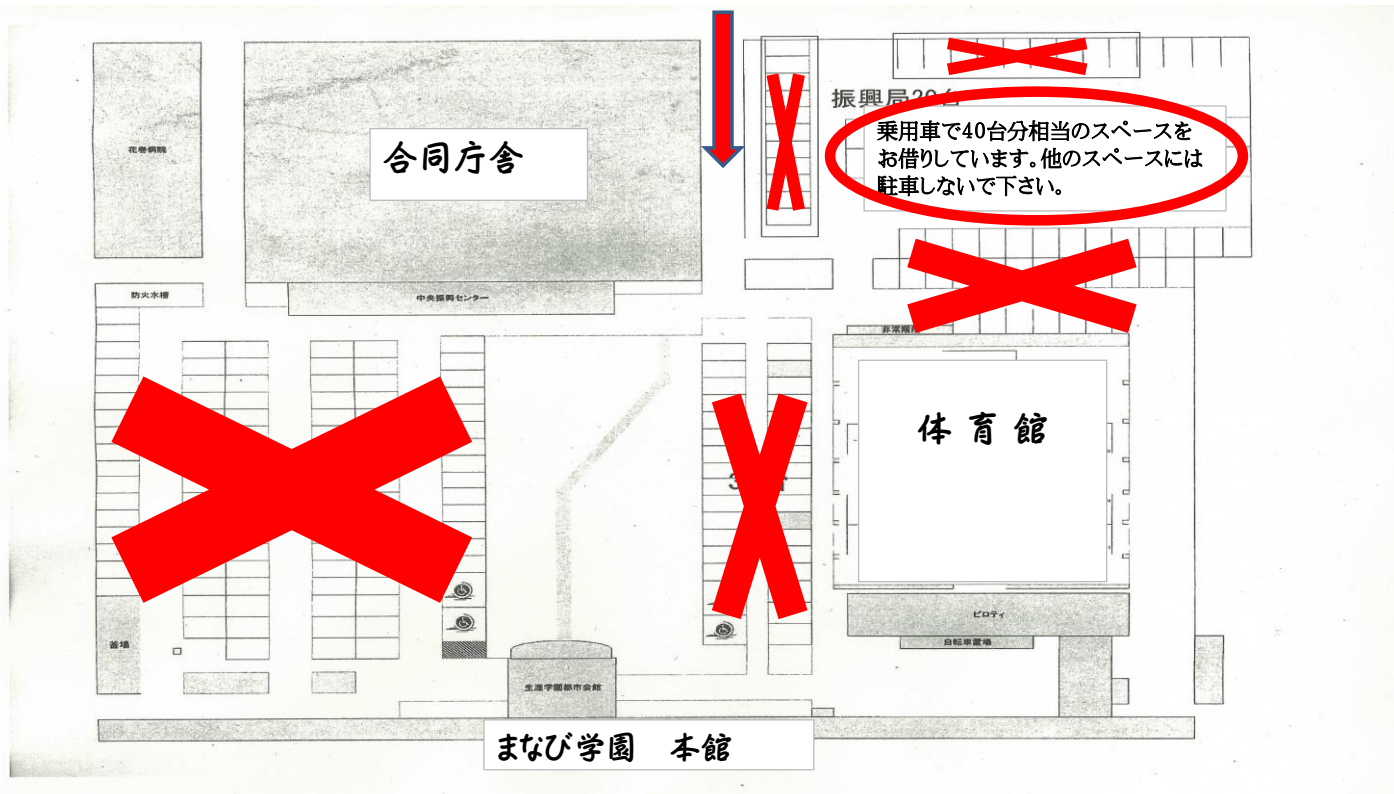 花巻病院
合同庁舎
振興局
乗用車で40台分相当のスペースを
お借りしています。他のスペースには
駐車しないで下さい。
防火水槽
中央振興センター
非常階
体育館
釜場
ピロティ
自転車置場
生涯学園都市会館
まなび学園 本館